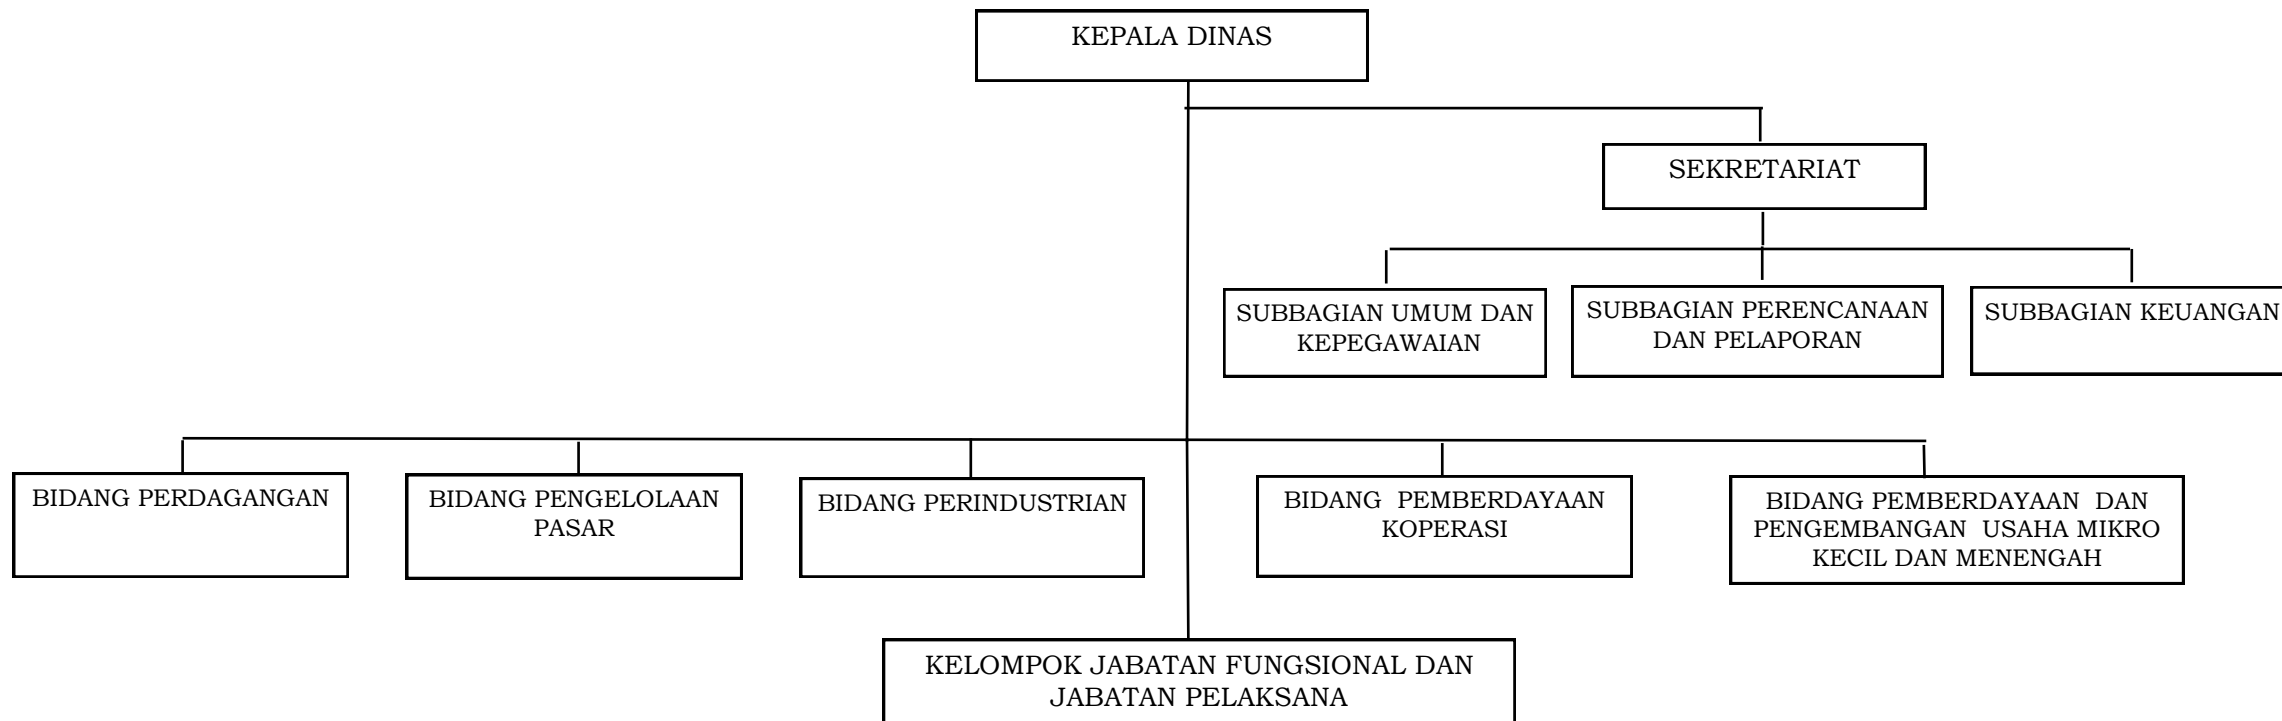 KEPALA DINAS
SEKRETARIAT
SUBBAGIAN UMUM DAN
KEPEGAWAIAN
SUBBAGIAN PERENCANAAN
DAN PELAPORAN
SUBBAGIAN KEUANGAN
BIDANG PERDAGANGAN
BIDANG PENGELOLAAN
PASAR
BIDANG PERINDUSTRIAN
BIDANG  PEMBERDAYAAN
KOPERASI
BIDANG PEMBERDAYAAN  DAN
PENGEMBANGAN  USAHA MIKRO
KECIL DAN MENENGAH
KELOMPOK JABATAN FUNGSIONAL DAN
JABATAN PELAKSANA